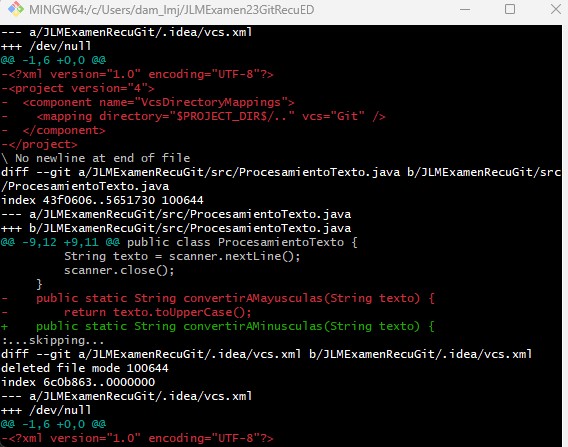 MINGW64:/c/Users/dam_lmj/JLMExamen23GitRecuED
--- a/JLMExamenRecuGit/.idea/vcs.xml
+++ /dev/null
@@ -1,6 +0,0 @@
-<?xml version="1.0" encoding="UTF-8"?>
-<project version="4">
-  <component name="VcsDirectoryMappings">
-    <mapping directory="$PROJECT_DIR$/.." vcs="Git" />
-  </component>
-</project>
\ No newline at end of file
diff --git a/JLMExamenRecuGit/src/ProcesamientoTexto.java b/JLMExamenRecuGit/src
/ProcesamientoTexto.java
index 43f0606..5651730 100644
--- a/JLMExamenRecuGit/src/ProcesamientoTexto.java
+++ b/JLMExamenRecuGit/src/ProcesamientoTexto.java
@@ -9,12 +9,11 @@ public class ProcesamientoTexto {
         String texto = scanner.nextLine();
         scanner.close();
     }
-    public static String convertirAMayusculas(String texto) {
-        return texto.toUpperCase();
+    public static String convertirAMinusculas(String texto) {
:...skipping...
diff --git a/JLMExamenRecuGit/.idea/vcs.xml b/JLMExamenRecuGit/.idea/vcs.xml
deleted file mode 100644
index 6c0b863..0000000
--- a/JLMExamenRecuGit/.idea/vcs.xml
+++ /dev/null
@@ -1,6 +0,0 @@
-<?xml version="1.0" encoding="UTF-8"?>